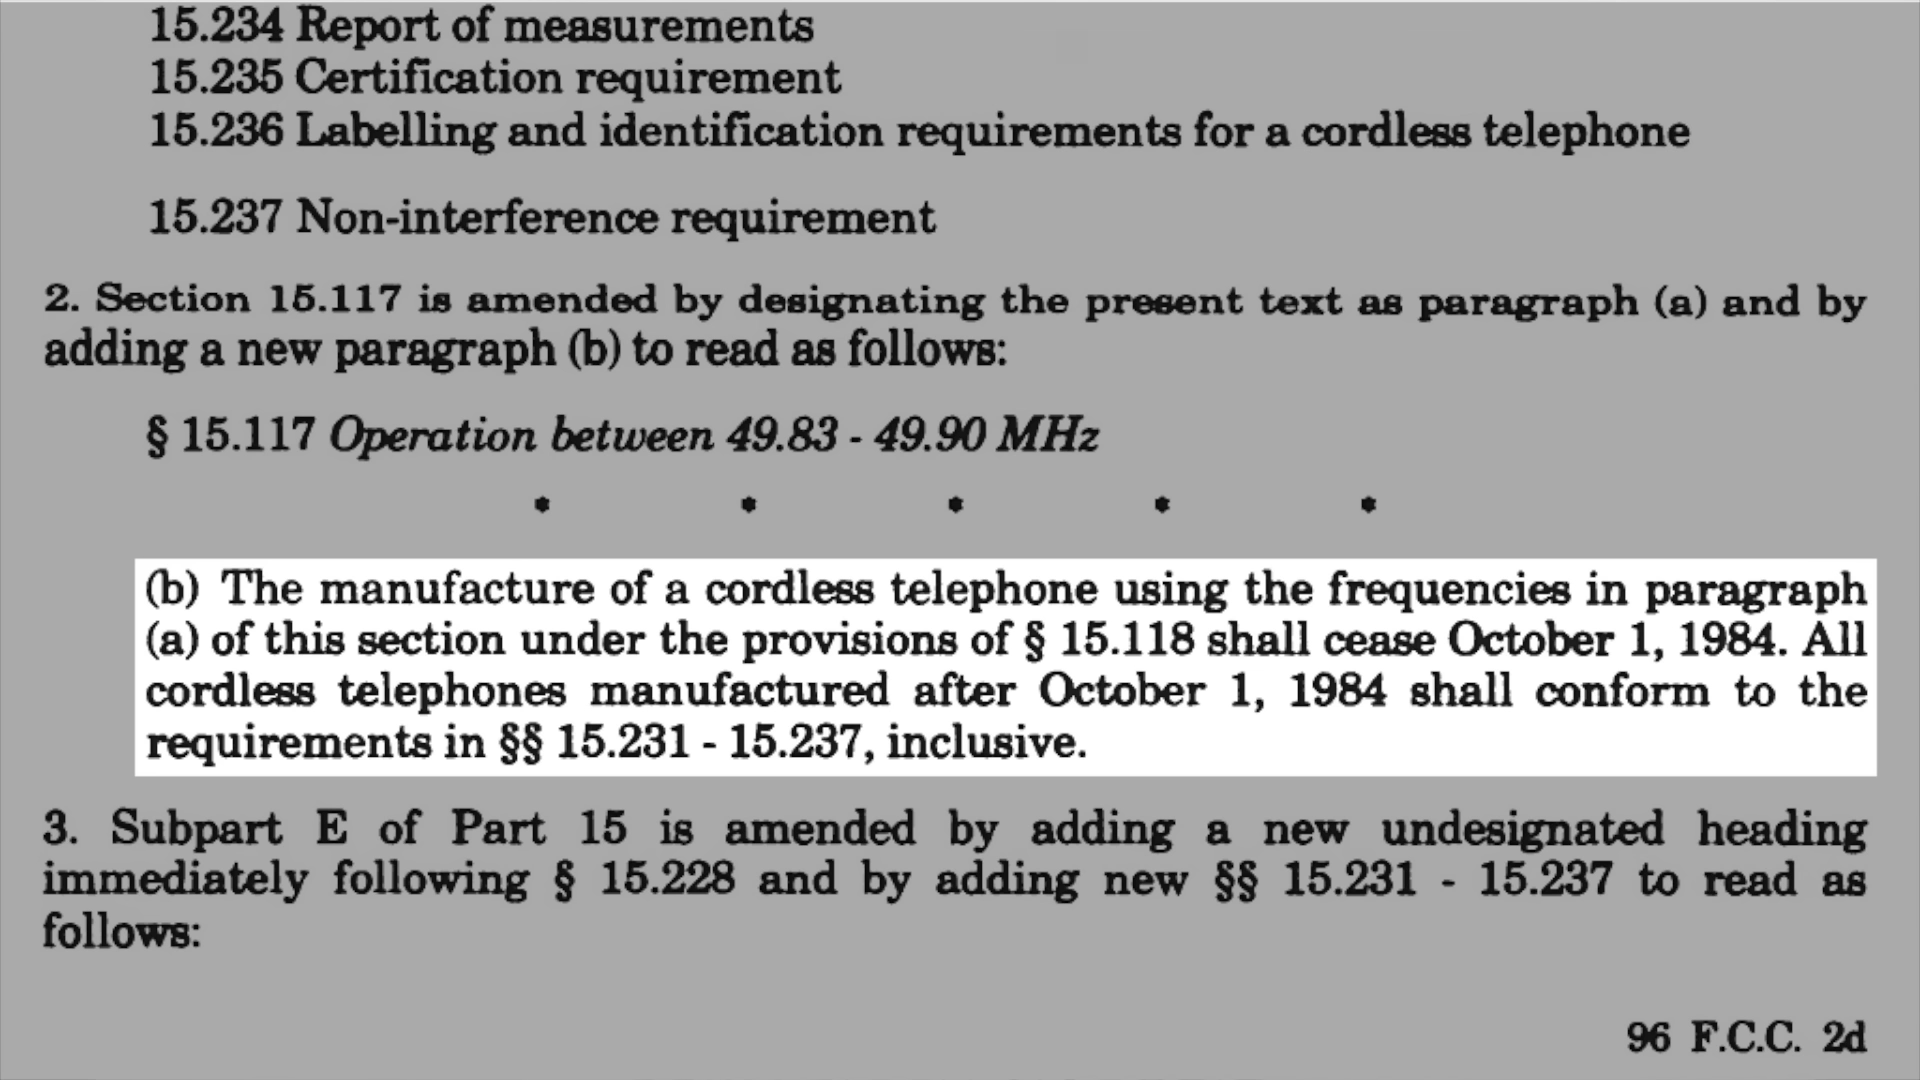 15.234 Report of measurements
15.235 Certification requirement
15.236 Labelling and identification requirements for a cordless telephone
15.237 Non-interference requirement
2. Section 15.117 is amended by designating the present text as paragraph (a) and by
adding a new paragraph (b) to read as follows:
§ 15.117 Operation between 49.83 - 49.90 MHz
* * * * *
(b) The manufacture of a cordless telephone using the frequencies in paragraph
(a) of this section under the provisions of § 15.118 shall cease October 1, 1984. All
cordless telephones manufactured after October 1, 1984 shall conform to the
requirements in §§ 15.231 - 15.237, inclusive.
3. Subpart E of Part 15 is amended by adding a new undesignated heading
immediately following § 15.228 and by adding new §§ 15.231 - 15.237 to read as
follows:
96 F.C.C. 2d